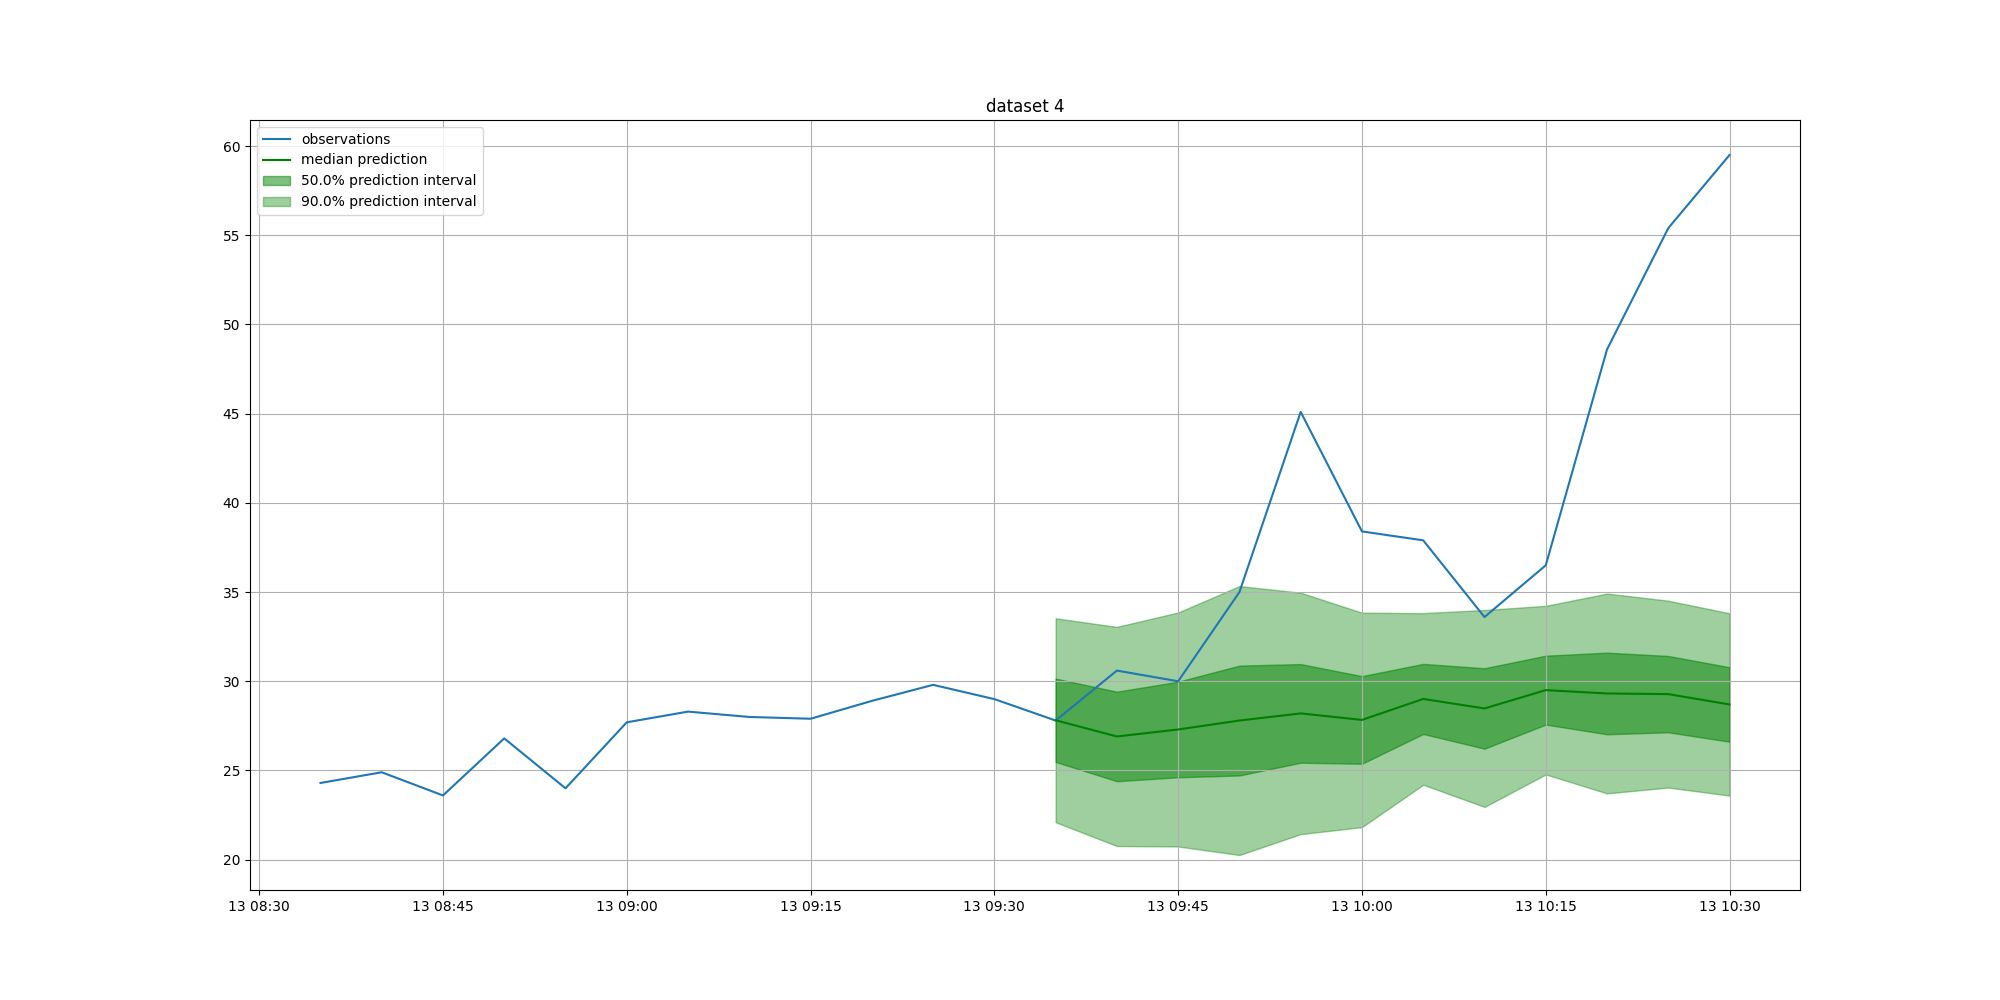 dataset 4
observations
median prediction
50.0% prediction interval
90.0% prediction interval
60
55
50
45
40
35
30
25
20
13 08:30 13 08:45 13 09:00 13 09:15 13 09:30 13 09:45 13 10:00 13 10:15 13 10:30